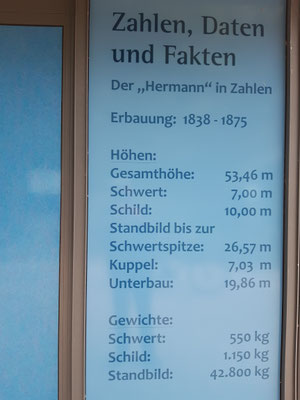 Zahlen, Daten
und Fakten
Der „Hermann“ in Zahlen
Erbauung: 1838 - 1875
Höhen:
Gesamthöhe: 53,46 m
Schwert: 7,00 m
Schild: 10,00 m
Standbild bis zur
Schwertspitze: 26,57 m
Kuppel: 7,03 m
Unterbau: 19,86 m
Gewichte:
Schwert: 550 kg
Schild: 1.150 kg
Standbild: 42.800 kg